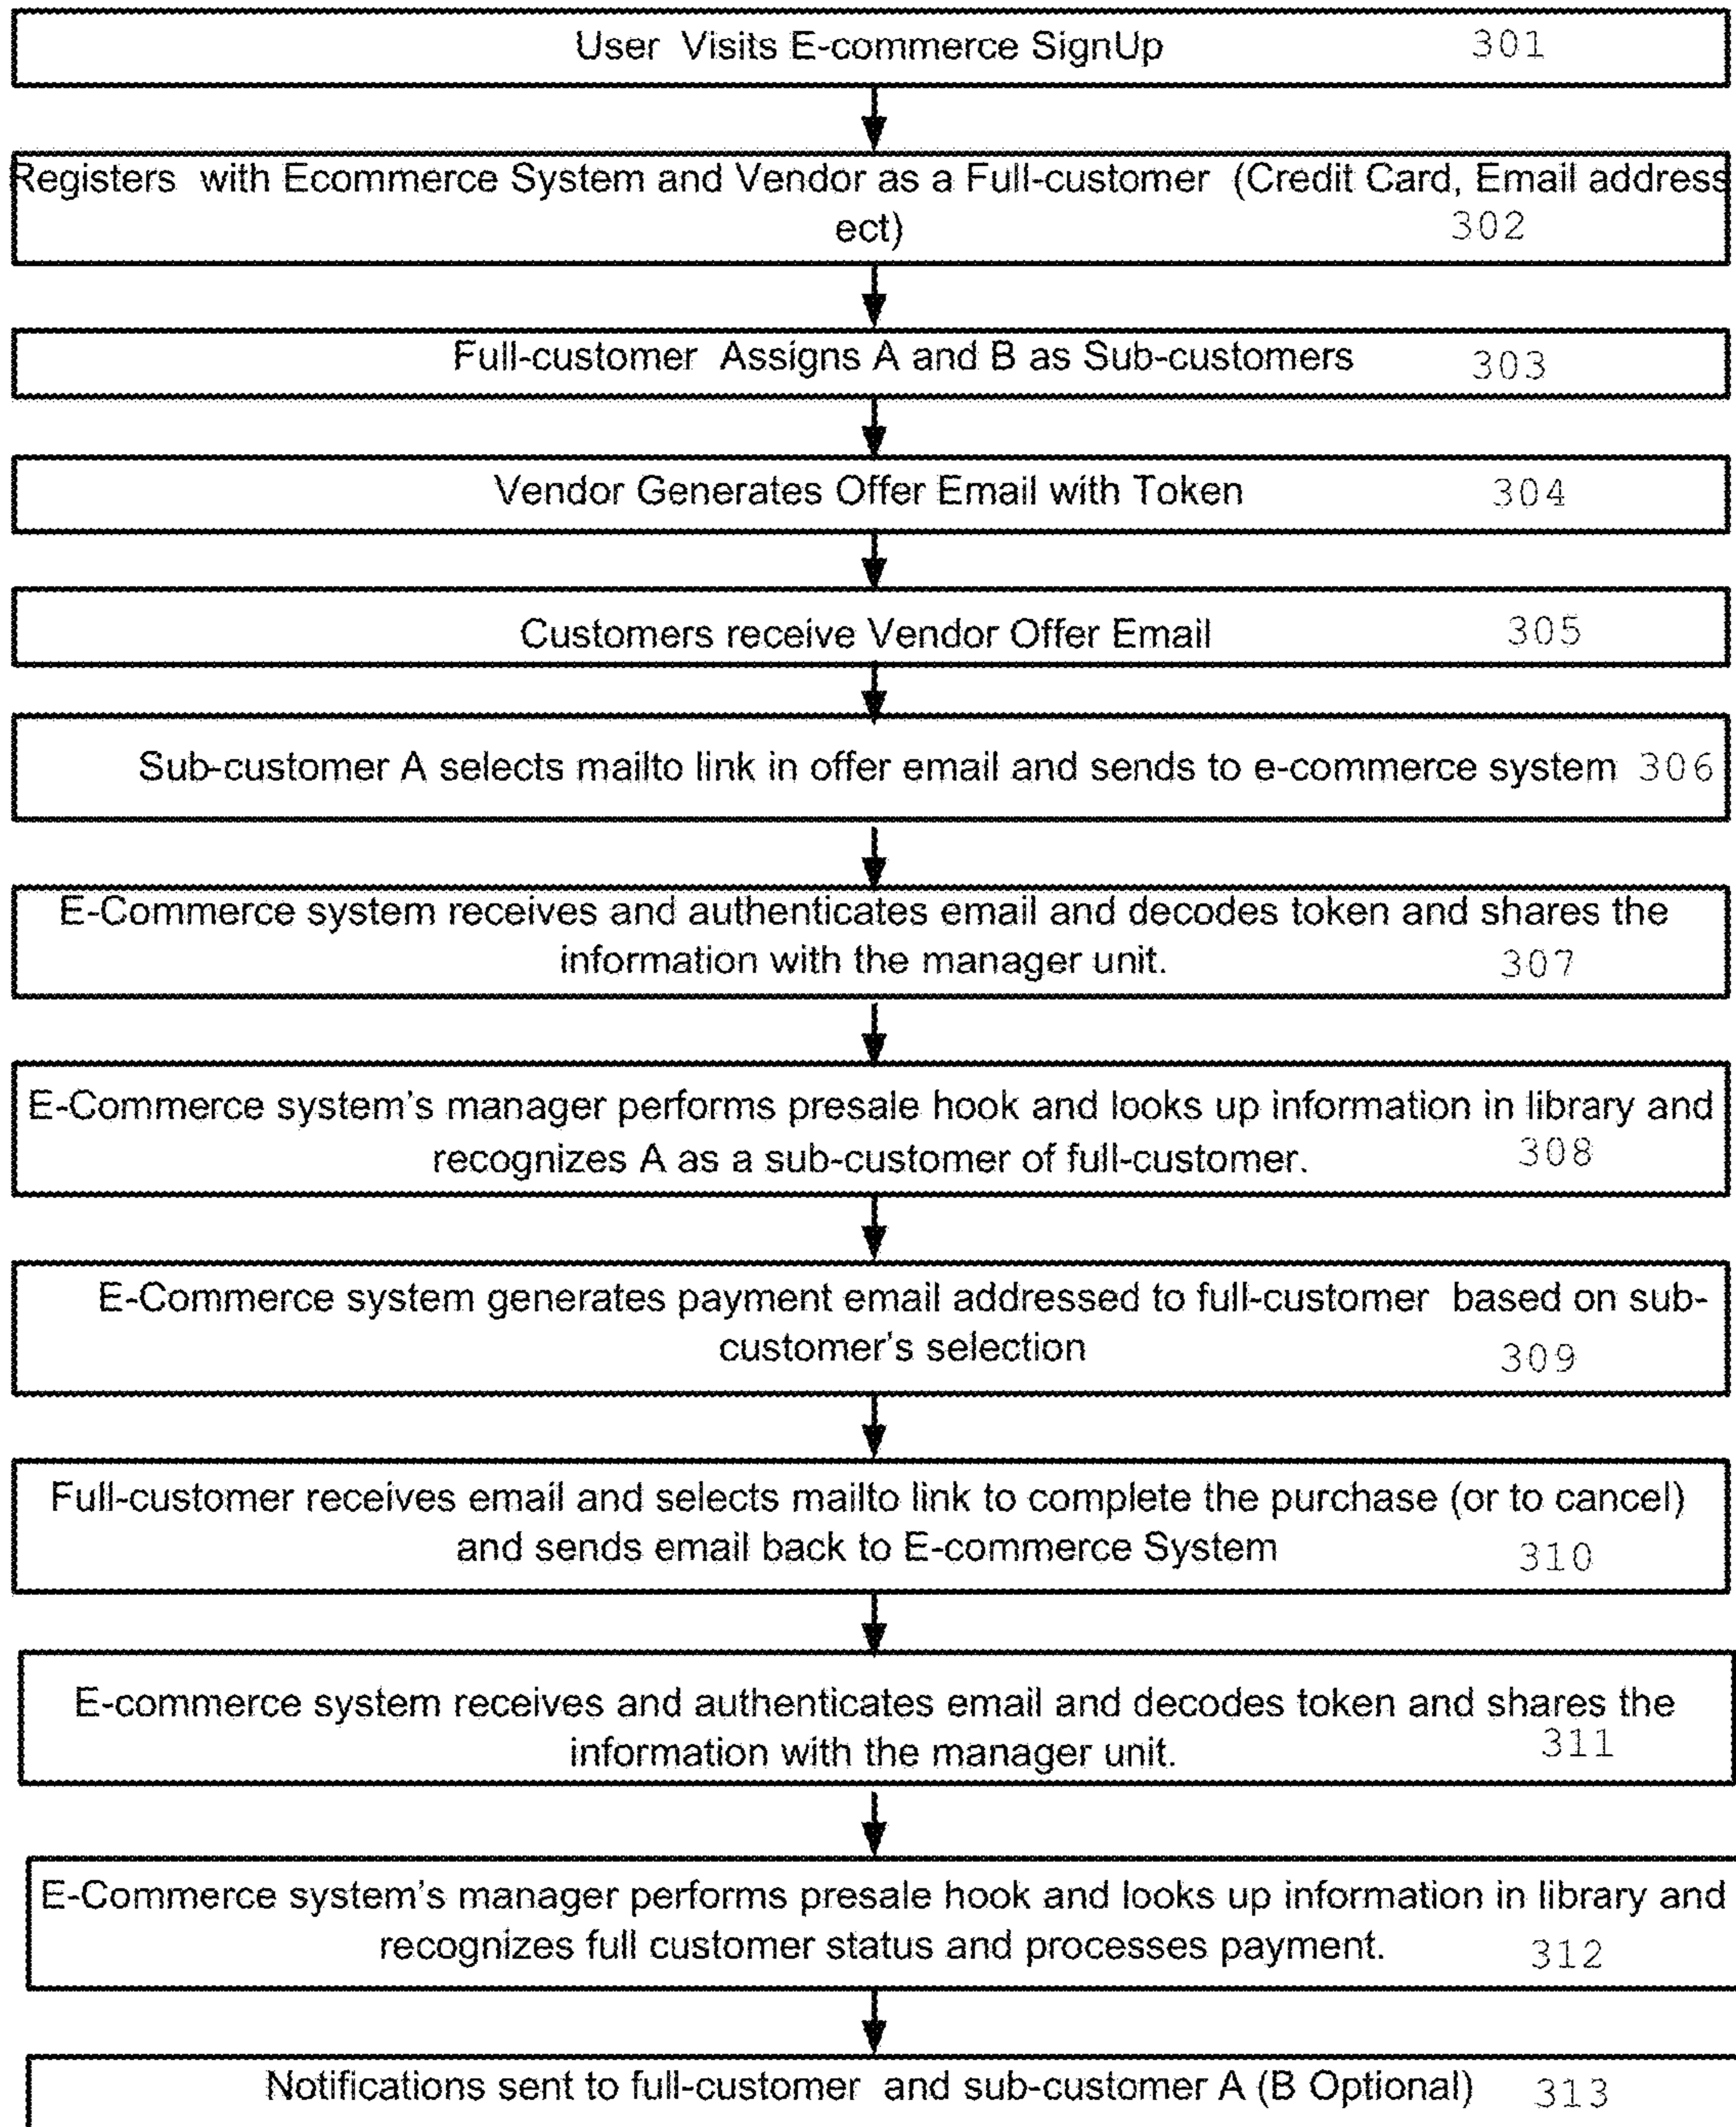 User Visits E-commerce SignUp 301
Registers with Ecommerce System and Vendor as a Full-customer (Credit Card, Email address
ect) 302
Full-customer Assigns A and B as Sub-customers 303
Vendor Generates Offer Email with Token 304
Customers receive Vendor Offer Email 305
Sub-customer A selects mailto link in offer email and sends to e-commerce system 306
E-Commerce system receives and authenticates email and decodes token and shares the
information with the manager unit. 307
E-Commerce system's manager performs presale hook and looks up information in library and
recognizes A as a sub-customer of full-customer. 308
E-Commerce system generates payment email addressed to full-customer based on sub-
customer's selection 309
Full-customer receives email and selects mailto link to complete the purchase (or to cancel)
and sends email back to E-commerce System 310
E-commerce system receives and authenticates email and decodes token and shares the
information with the manager unit. 311
E-Commerce system's manager performs presale hook and looks up information in library and
recognizes full customer status and processes payment. 312
Notifications sent to full-customer and sub-customer A (B Optional) 313